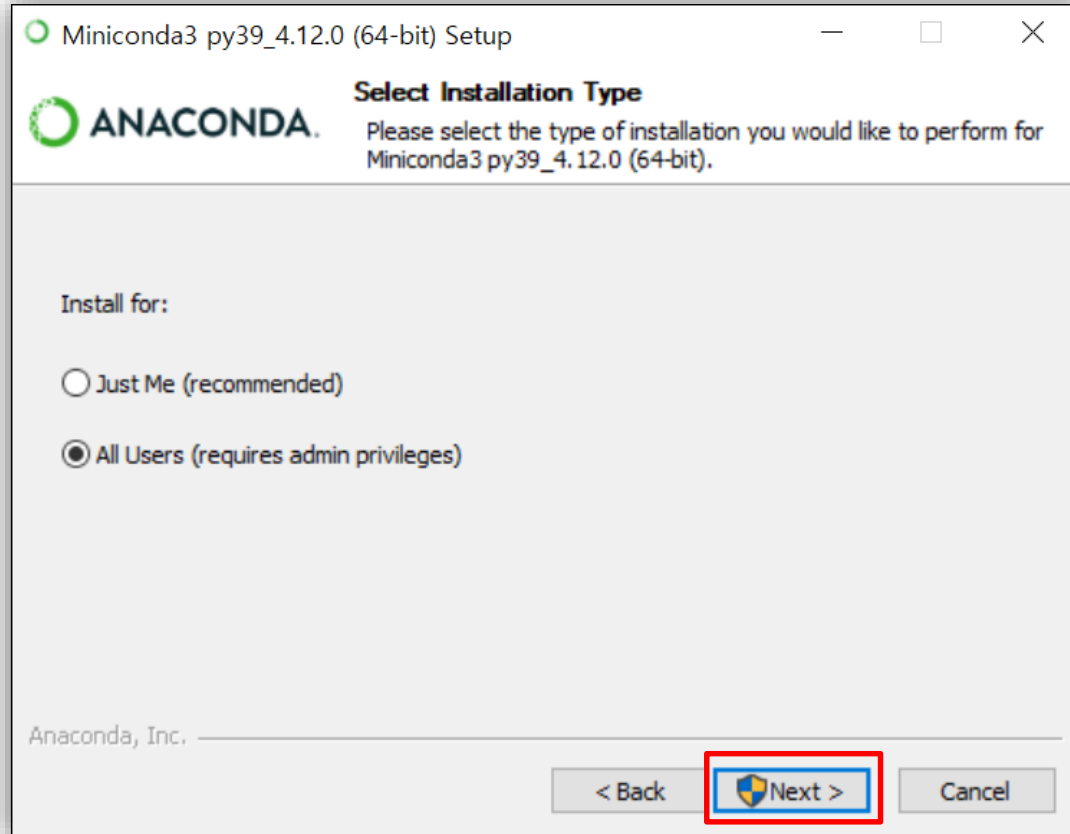 Miniconda3 py39_4.12.0 (64-bit) Setup
ANACONDA.
Select Installation Type
Please select the type of installation you would like to perform for
Miniconda3 py39_4.12.0 (64-bit).
Install for:
Just Me (recommended)
All Users (requires admin privileges)
Anaconda, Inc.
< Back
Next >
Cancel